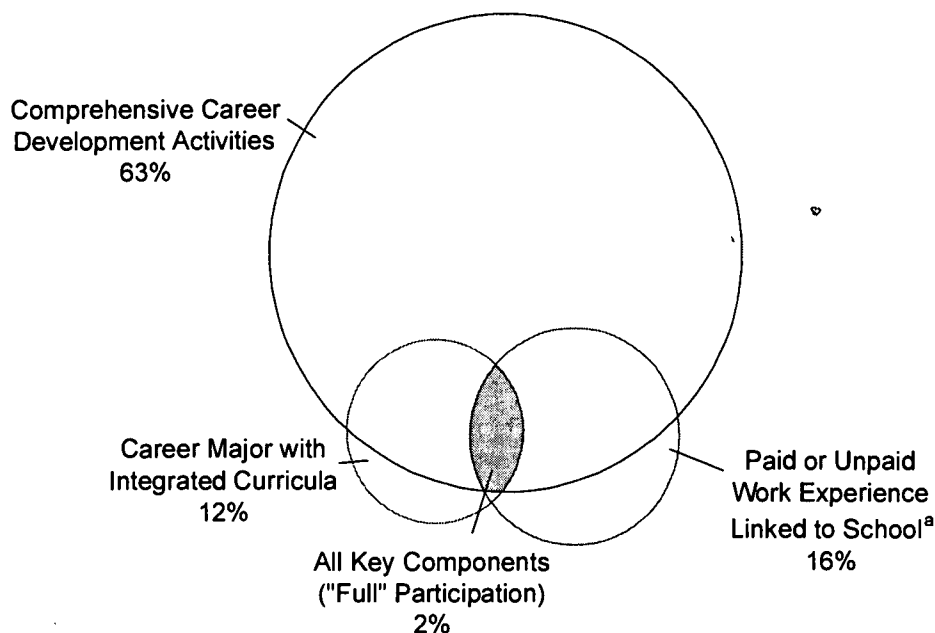 Comprehensive Career
Development Activities
63%
Career Major with
Integrated Curricula
12%
Paid or Unpaid
Work Experience
Linked to Schoolᵃ
16%
All Key Components
("Full" Participation)
2%